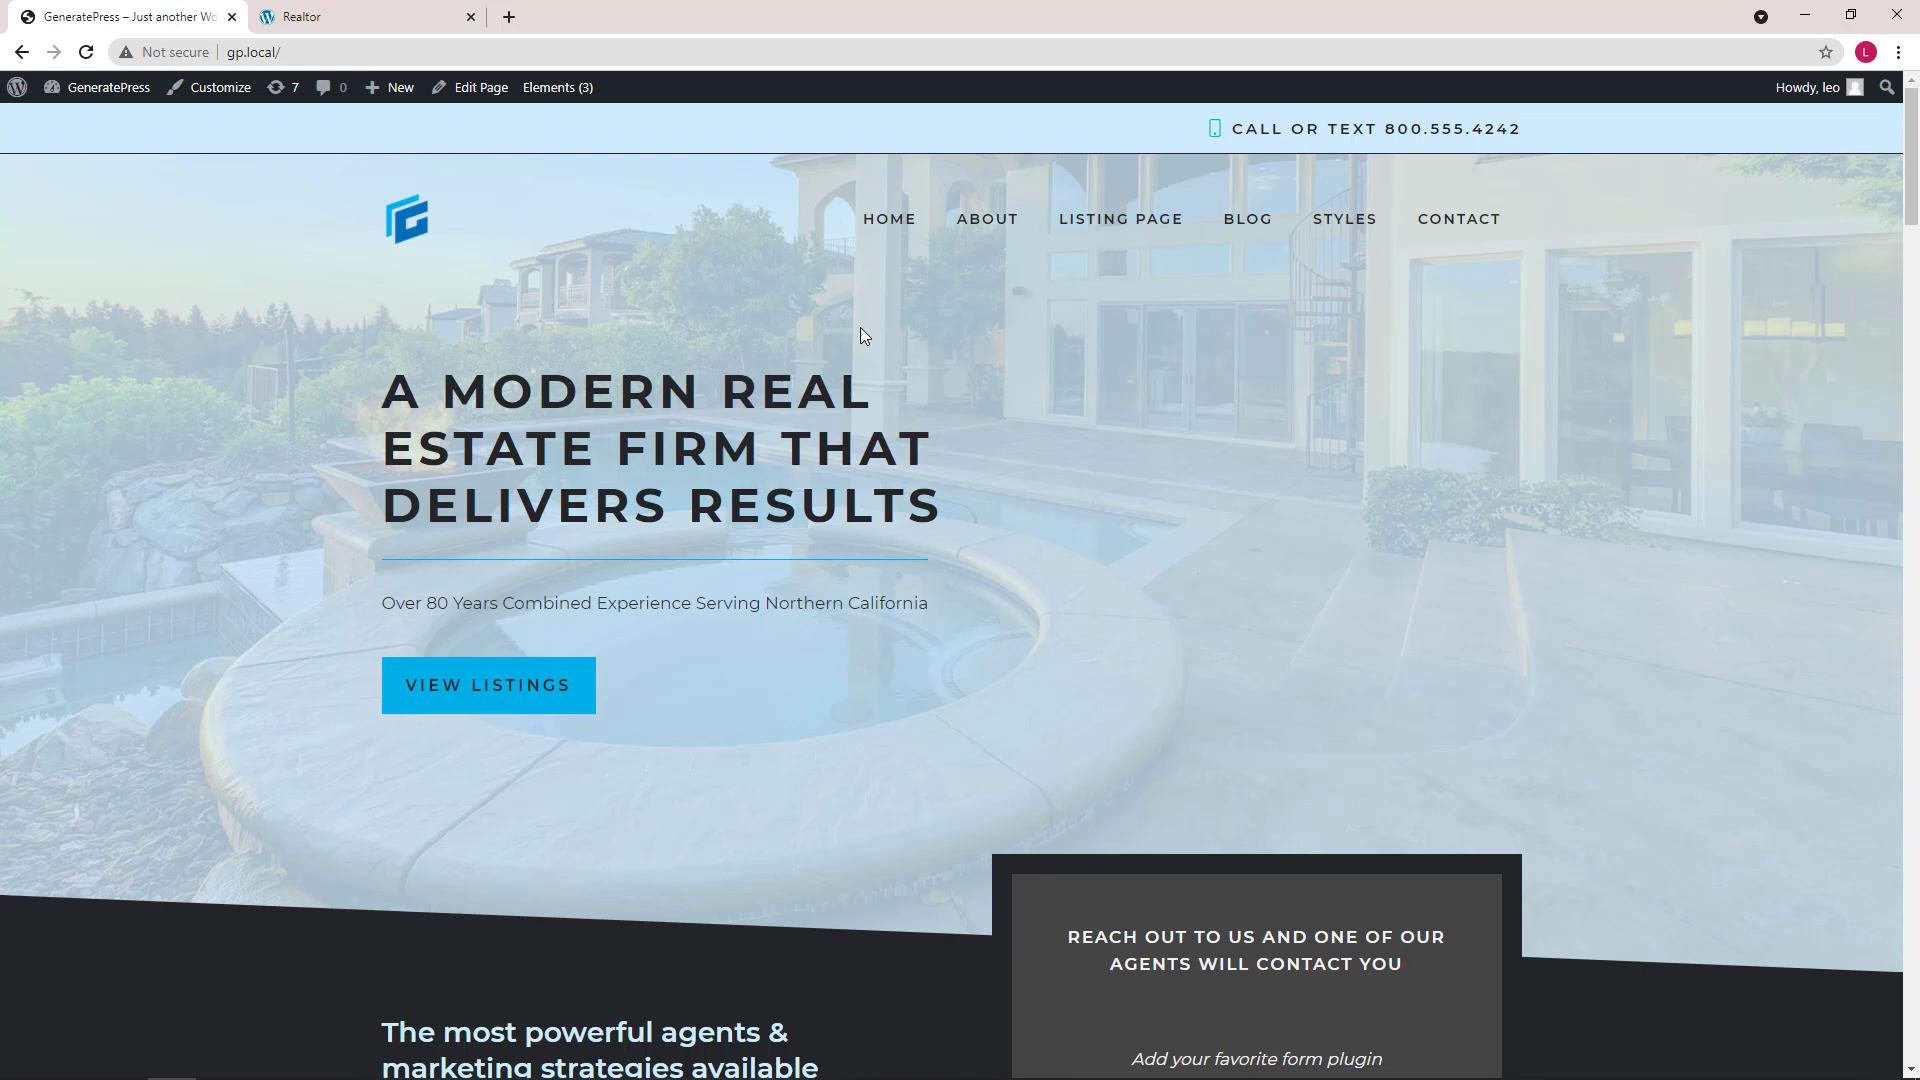 GeneratePress – Just another Wo
Realtor
Not secure
gp.local/
L
GeneratePress
Customize
7
0
New
Edit Page
Elements (3)
Howdy, leo
CALL OR TEXT 800.555.4242
HOME
ABOUT
LISTING PAGE
BLOG
STYLES
CONTACT
A MODERN REAL
ESTATE FIRM THAT
DELIVERS RESULTS
Over 80 Years Combined Experience Serving Northern California
VIEW LISTINGS
REACH OUT TO US AND ONE OF OUR
AGENTS WILL CONTACT YOU
The most powerful agents &
marketing strategies available
Add your favorite form plugin